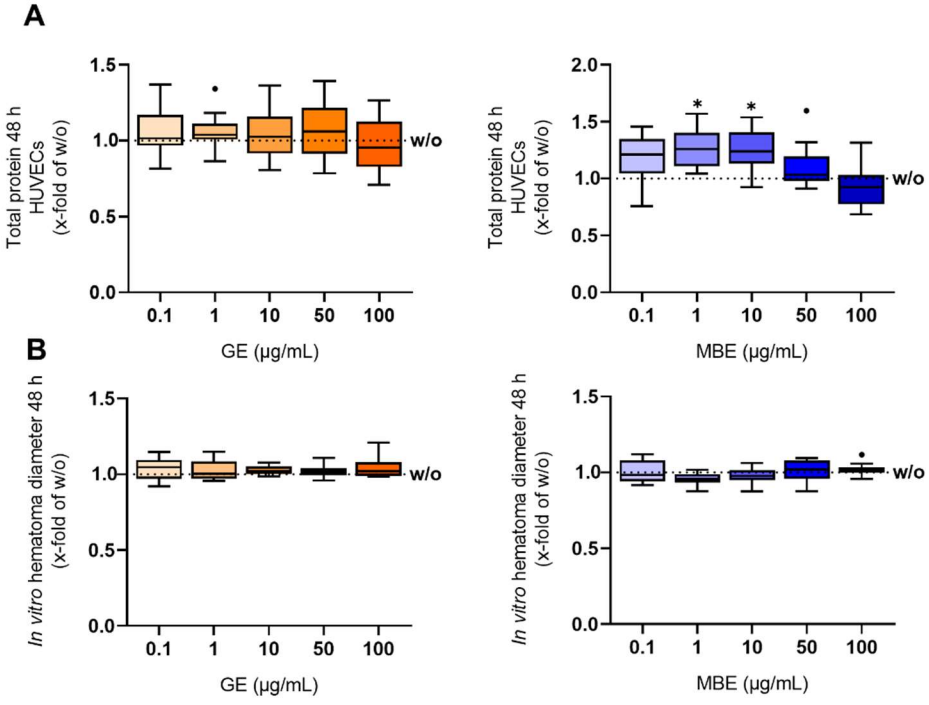 A
Total protein 48 h
HUVECs
(x-fold of w/o)
1.5
1.0
0.5
0.0
w/o
0.1 1 10 50 100
GE (µg/mL)
Total protein 48 h
HUVECs
(x-fold of w/o)
2.0
1.5
1.0
0.5
0.0
* *
w/o
0.1 1 10 50 100
MBE (µg/mL)
B
In vitro hematoma diameter 48 h
(x-fold of w/o)
1.5
1.0
0.5
0.0
w/o
0.1 1 10 50 100
GE (µg/mL)
In vitro hematoma diameter 48 h
(x-fold of w/o)
1.5
1.0
0.5
0.0
w/o
0.1 1 10 50 100
MBE (µg/mL)